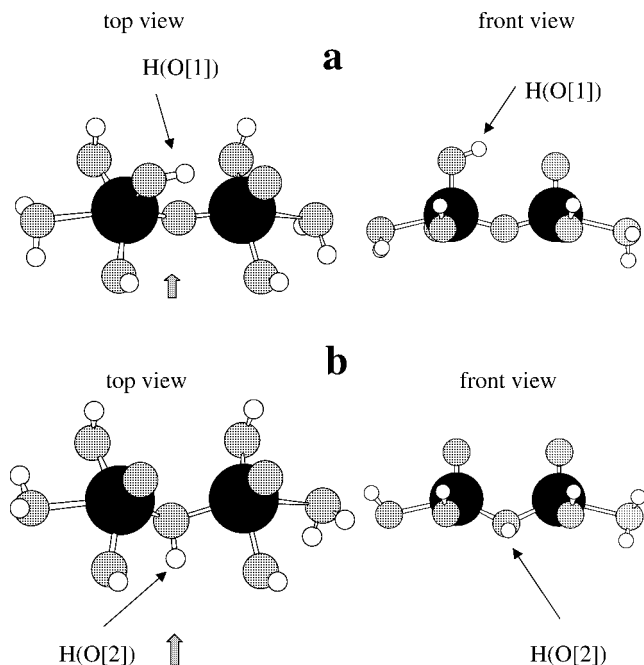 top view
front view
a
H(O[1])
H(O[1])
b
top view
front view
H(O[2])
H(O[2])